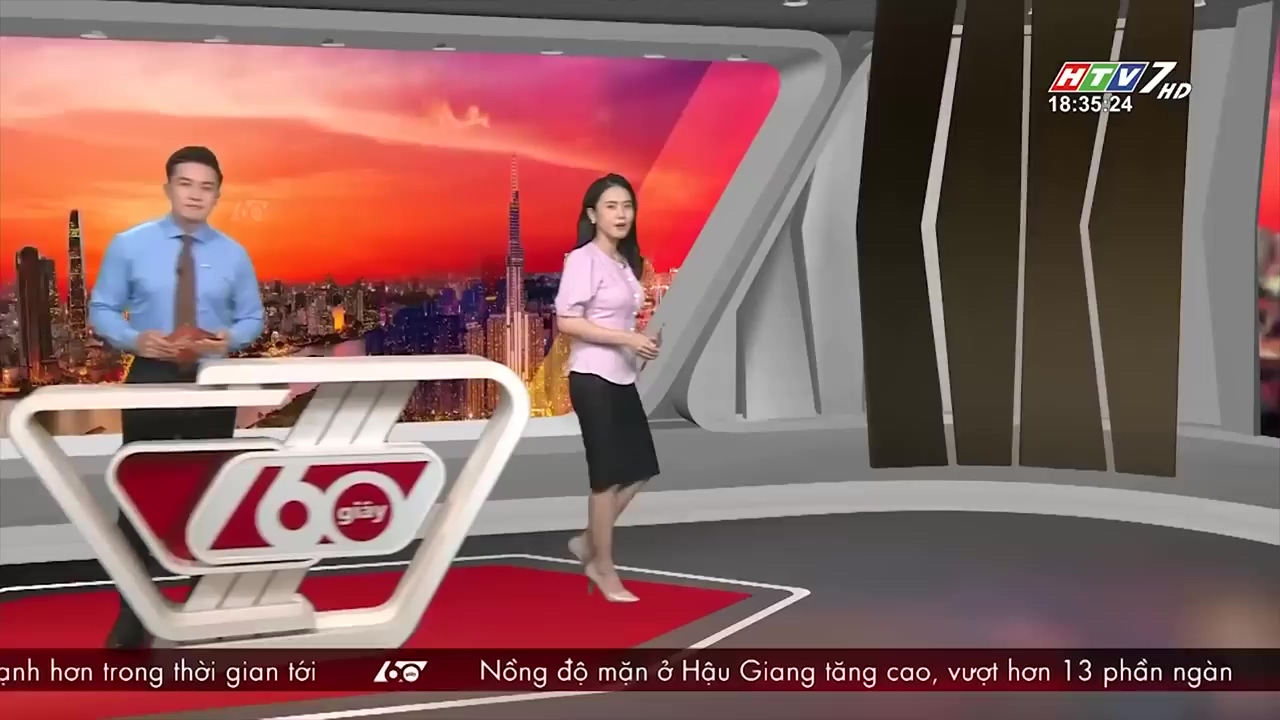 HTV7 HD
18:35:24
60 giây
ạnh hơn trong thời gian tới 60 giây Nồng độ mặn ở Hậu Giang tăng cao, vượt hơn 13 phần ngàn